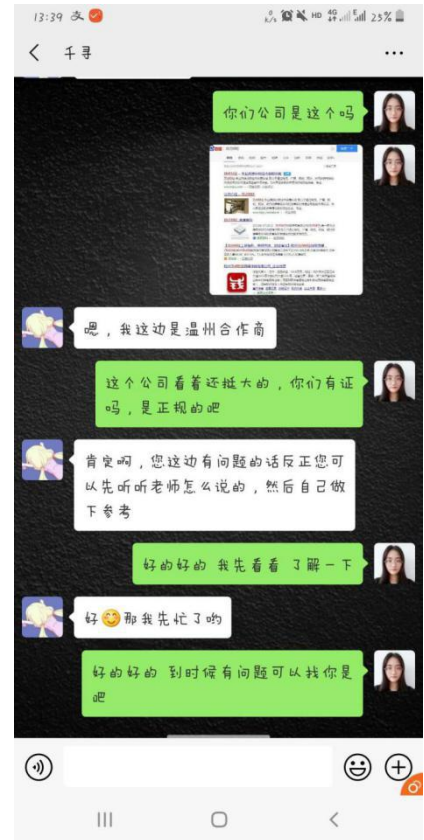 13:39
HD 4G 25%
千寻
你们公司是这个吗
嗯，我这边是温州合作商
这个公司看着还挺大的，你们有证
吗，是正规的吧
肯定啊，您这边有问题的话反正您可
以先听听老师怎么说的，然后自己做
下参考
好的好的 我先看看 了解一下
好😊那我先忙了哟
好的好的 到时候有问题可以找你是
吧